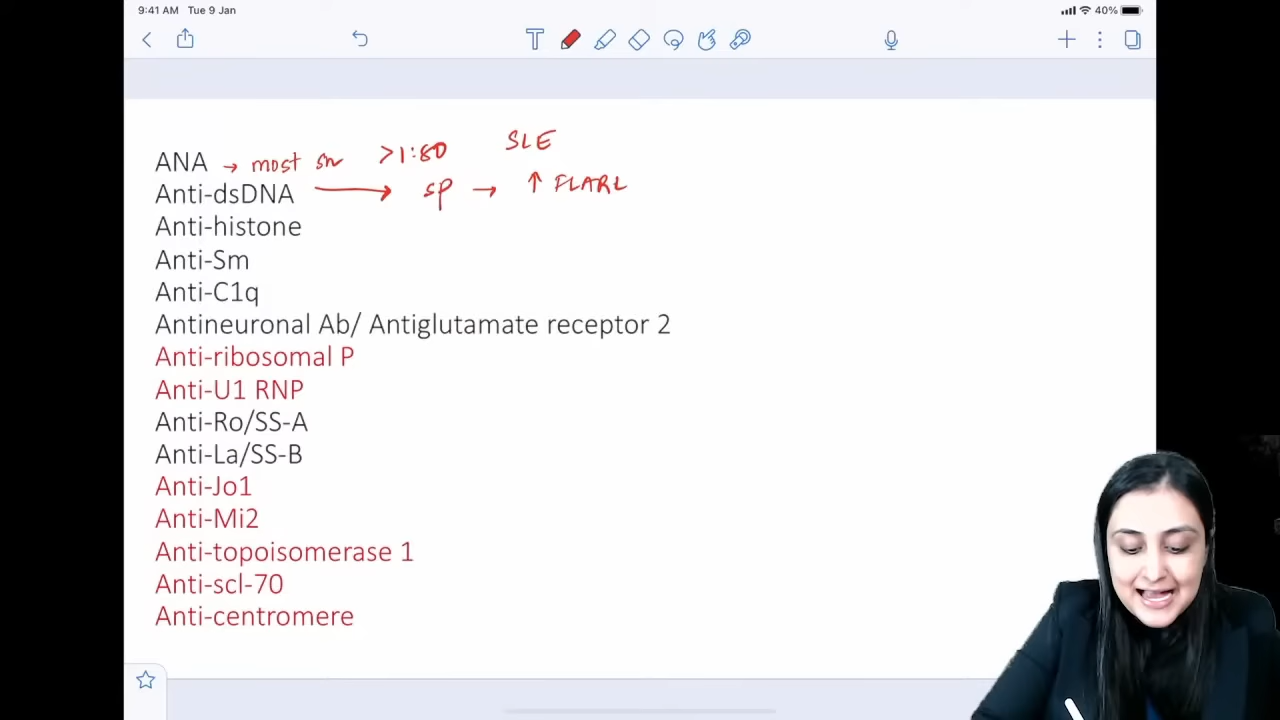 9:41 AM Tue 9 Jan
40%
T
SLE
ANA → most sn >1:80
Anti-dsDNA → sp → ↑ FLARE
Anti-histone
Anti-Sm
Anti-C1q
Antineuronal Ab/ Antiglutamate receptor 2
Anti-ribosomal P
Anti-U1 RNP
Anti-Ro/SS-A
Anti-La/SS-B
Anti-Jo1
Anti-Mi2
Anti-topoisomerase 1
Anti-scl-70
Anti-centromere